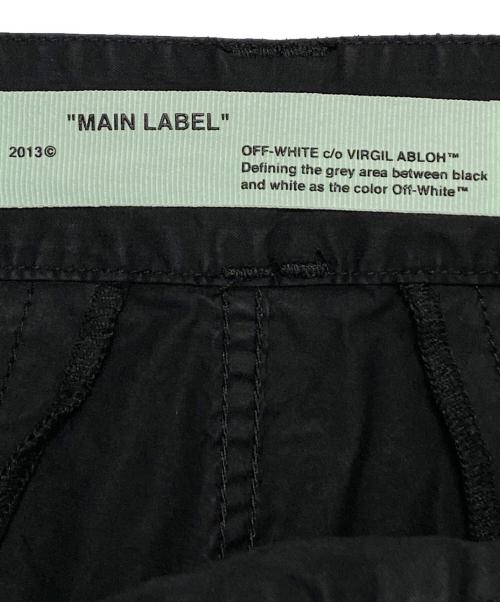 "MAIN LABEL"
2013©
OFF-WHITE c/o VIRGIL ABLOH™
Defining the grey area between black
and white as the color Off-White™